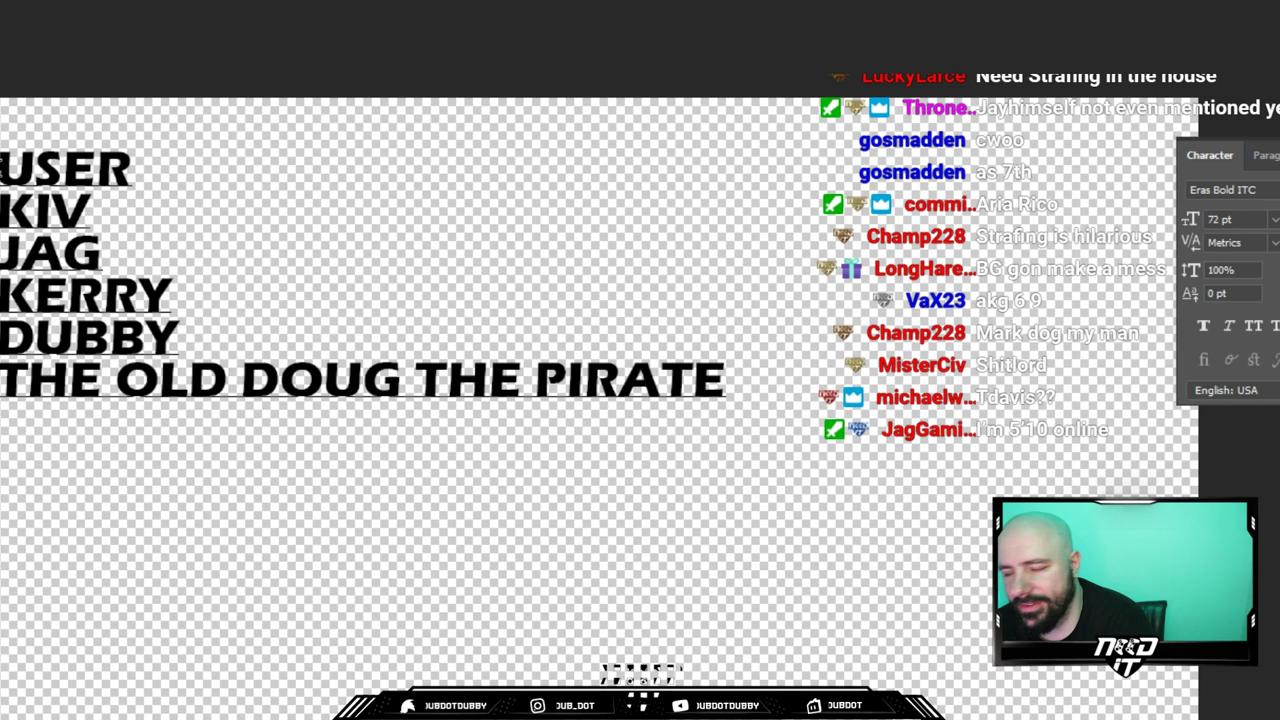 LuckyLarce Need Strafing in the house
Throne.. Jayhimself not even mentioned ye
gosmadden cwoo
gosmadden as 7th
commi.. Aria Rico
Champ228 Strafing is hilarious
LongHare... BG gon make a mess
VaX23 akg 6 9
Champ228 Mark dog my man
MisterCiv Shitlord
michaelw... Tdavis??
JagGami... I'm 5'10 online
USER
KIV
JAG
KERRY
DUBBY
THE OLD DOUG THE PIRATE
Character Parag
Eras Bold ITC
72 pt
Metrics
100%
0 pt
English: USA
NEED
IT
JUBDOTDUBBY
JUB_DOT
JUBDOTDUBBY
JUBDOT